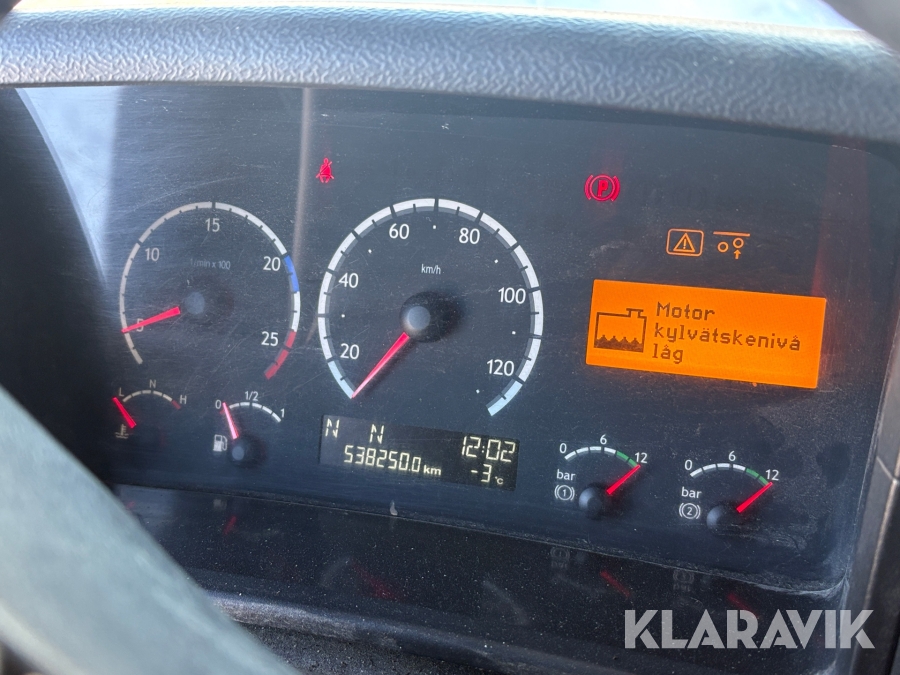 15
10
20
1/min x 100
25
60
80
km/h
40
100
20
120
P
Motor
kylvätskenivå
låg
L N H
0 1/2 1
N N 12:02
538250.0 km -3 °C
0 6 12
bar
1
0 6 12
bar
2
KLARAVIK